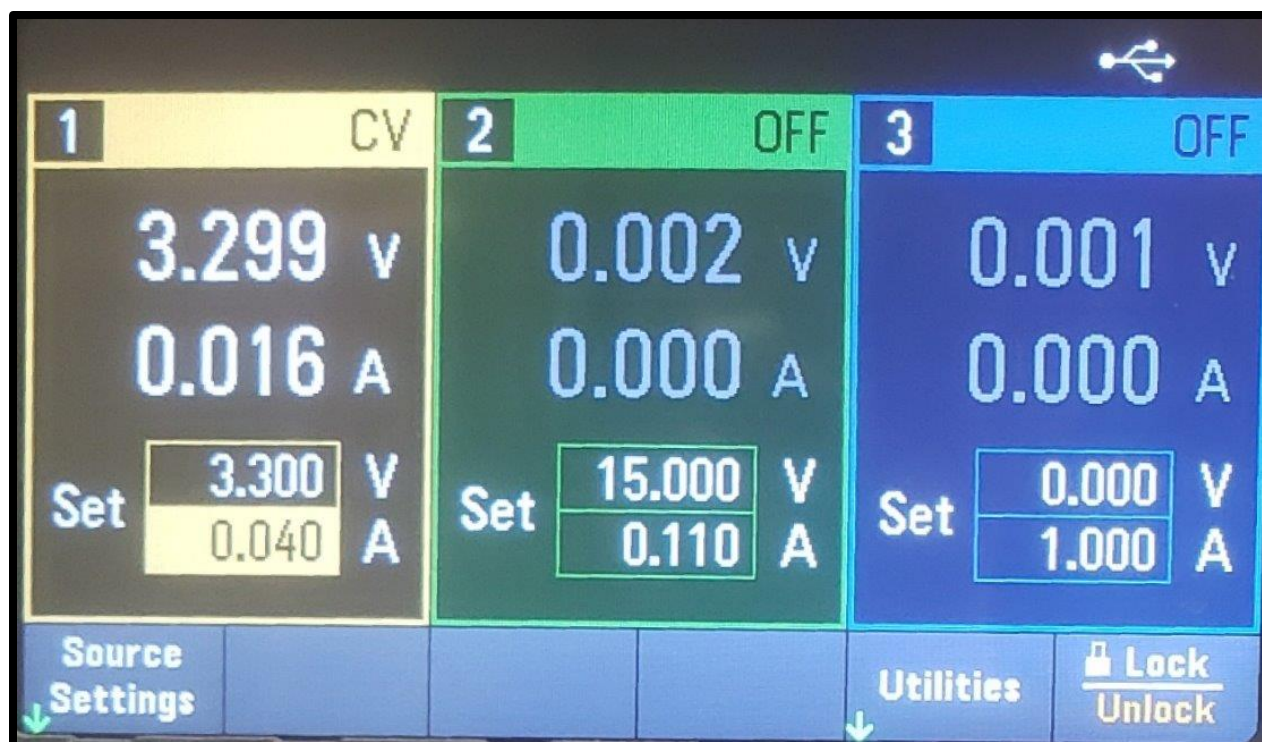 1 CV 2 OFF 3 OFF
3.299 V 0.002 V 0.001 V
0.016 A 0.000 A 0.000 A
Set 3.300 V Set 15.000 V Set 0.000 V
0.040 A 0.110 A 1.000 A
Source Settings
Utilities
Lock
Unlock